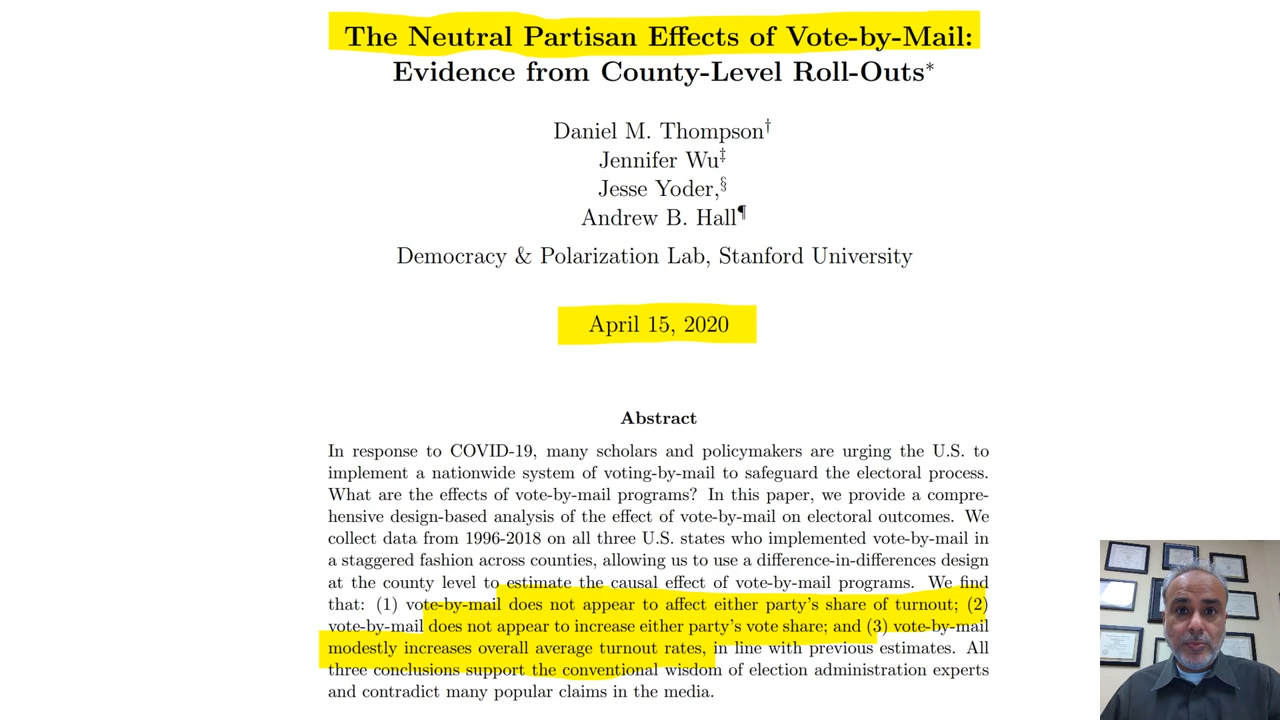 The Neutral Partisan Effects of Vote-by-Mail:
Evidence from County-Level Roll-Outs*
Daniel M. Thompson†
Jennifer Wu‡
Jesse Yoder,§
Andrew B. Hall¶
Democracy & Polarization Lab, Stanford University
April 15, 2020
Abstract
In response to COVID-19, many scholars and policymakers are urging the U.S. to
implement a nationwide system of voting-by-mail to safeguard the electoral process.
What are the effects of vote-by-mail programs? In this paper, we provide a compre-
hensive design-based analysis of the effect of vote-by-mail on electoral outcomes. We
collect data from 1996-2018 on all three U.S. states who implemented vote-by-mail in
a staggered fashion across counties, allowing us to use a difference-in-differences design
at the county level to estimate the causal effect of vote-by-mail programs. We find
that: (1) vote-by-mail does not appear to affect either party's share of turnout; (2)
vote-by-mail does not appear to increase either party's vote share; and (3) vote-by-mail
modestly increases overall average turnout rates, in line with previous estimates. All
three conclusions support the conventional wisdom of election administration experts
and contradict many popular claims in the media.